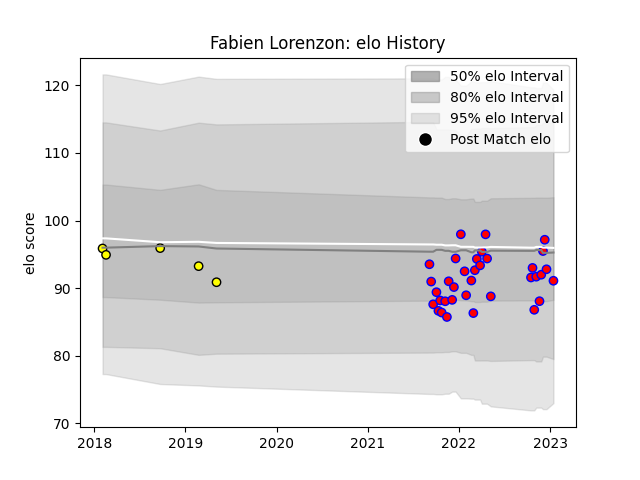 Fabien Lorenzon: elo History
50% elo Interval
80% elo Interval
95% elo Interval
Post Match elo
elo score
120
110
100
90
80
70
2018 2019 2020 2021 2022 2023